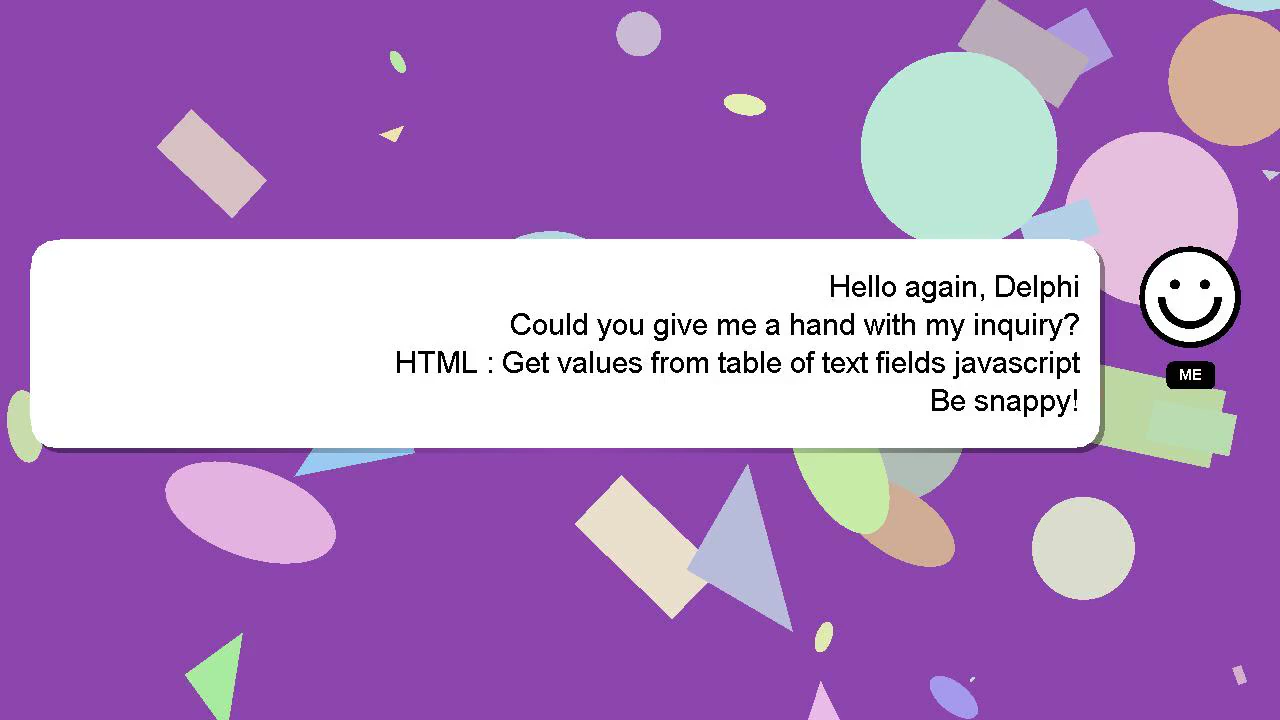 Hello again, Delphi
Could you give me a hand with my inquiry?
HTML : Get values from table of text fields javascript
Be snappy!
ME